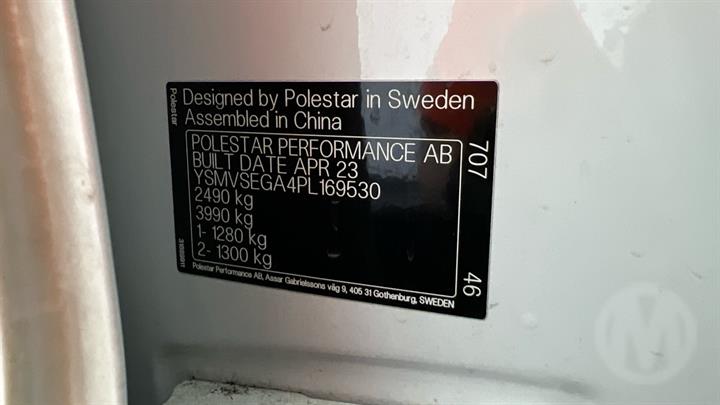 Polestar
Designed by Polestar in Sweden
Assembled in China
POLESTAR PERFORMANCE AB
BUILT DATE APR 23
YSMVSEGA4PL169530
2490 kg
3990 kg
1- 1280 kg
2- 1300 kg
Polestar Performance AB, Assar Gabrielssons väg 9, 405 31 Gothenburg, SWEDEN
707
46
M